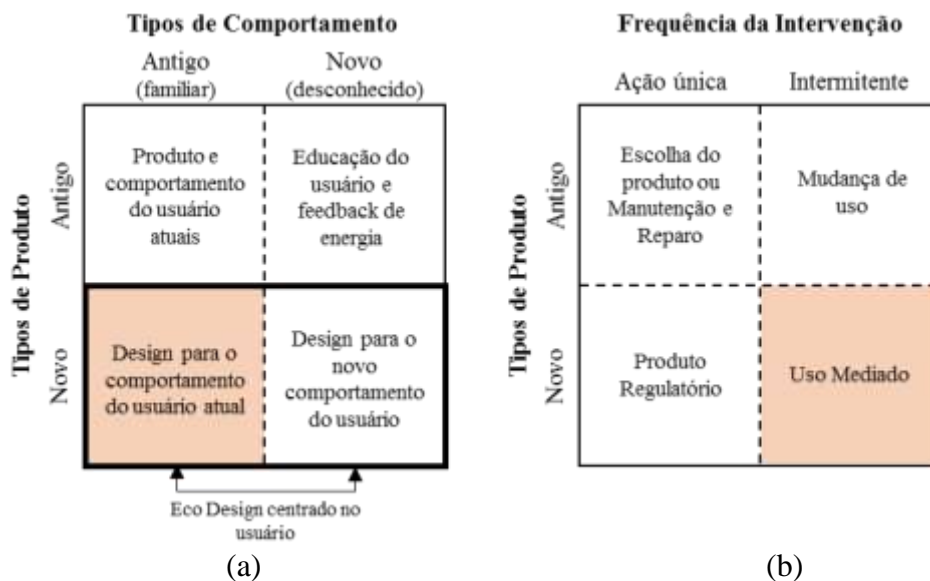 Tipos de Comportamento
Antigo
(familiar)
Novo
(desconhecido)
Tipos de Produto
Antigo
Novo
Produto e
comportamento
do usuário
atuais
Educação do
usuário e
feedback de
energia
Design para o
comportamento
do usuário atual
Design para o
novo
comportamento
do usuário
Eco Design centrado no
usuário
(a)
Frequência da Intervenção
Ação única
Intermitente
Tipos de Produto
Antigo
Novo
Escolha do
produto ou
Manutenção e
Reparo
Mudança de
uso
Produto
Regulatório
Uso Mediado
(b)